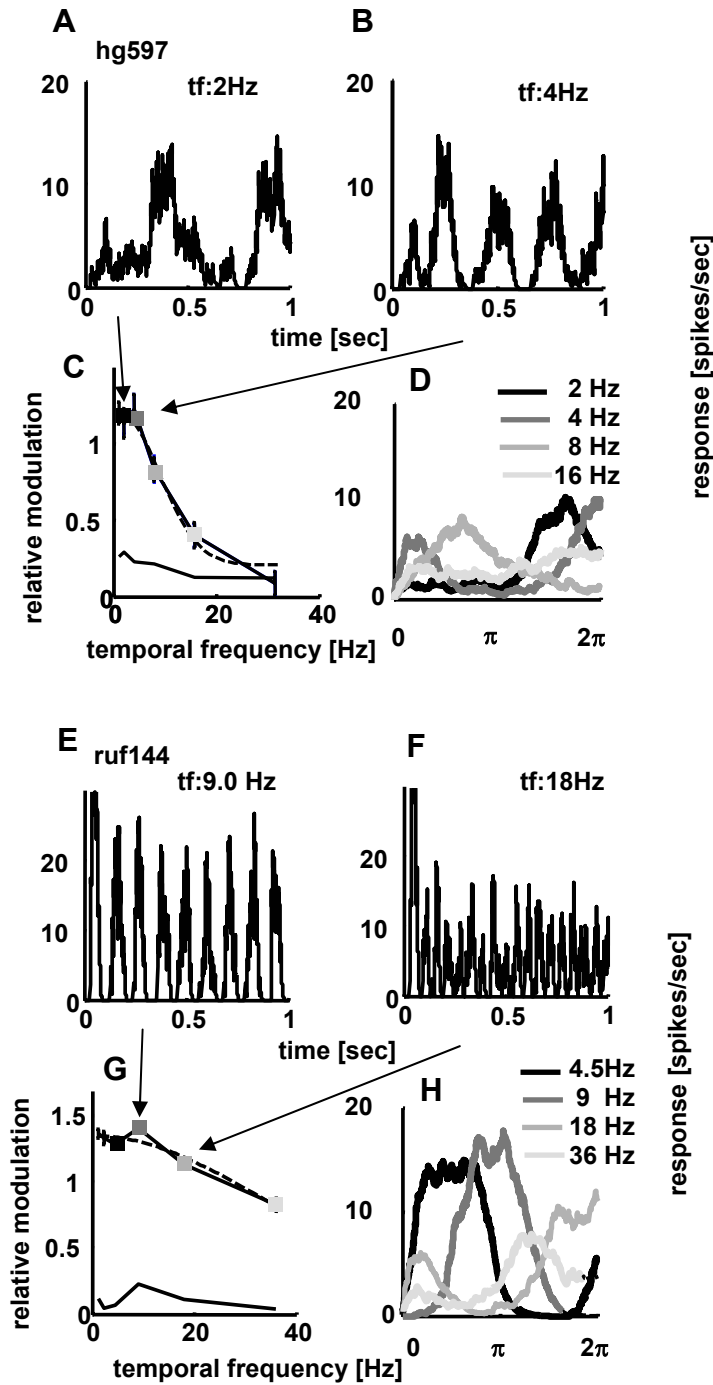 A
B
hg597
tf:2Hz
tf:4Hz
20
10
0
0 0.5 1
20
10
0
0 0.5 1
time [sec]
response [spikes/sec]
C
D
relative modulation
1
0.5
0
0 20 40
temporal frequency [Hz]
2 Hz
4 Hz
8 Hz
16 Hz
20
10
0
0 π 2π
E
F
ruf144
tf:9.0 Hz
tf:18Hz
20
10
0
0 0.5 1
20
10
0
0 0.5 1
time [sec]
response [spikes/sec]
G
H
relative modulation
1.5
1
0.5
0
0 20 40
temporal frequency [Hz]
4.5Hz
9 Hz
18 Hz
36 Hz
20
10
0
0 π 2π